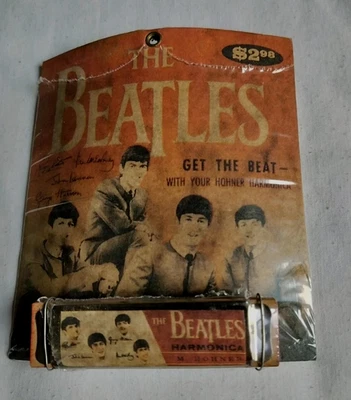 $2.98
THE
BEATLES
GET THE BEAT—
WITH YOUR HOHNER HARMONICA
THE BEATLES
HARMONICA
M. HOHNER